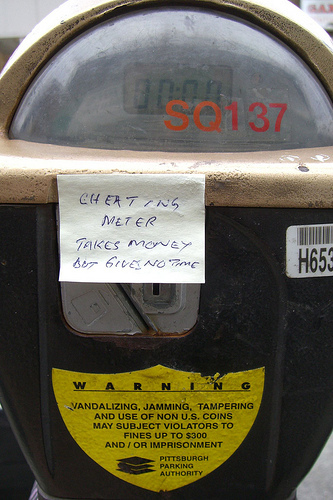 00:00
SQ137
CHEATING
METER
TAKES MONEY
BUT GIVES NO TIME
H653
WARNING
VANDALIZING, JAMMING, TAMPERING
AND USE OF NON U.S. COINS
MAY SUBJECT VIOLATORS TO
FINES UP TO $300
AND / OR IMPRISONMENT
PITTSBURGH
PARKING
AUTHORITY